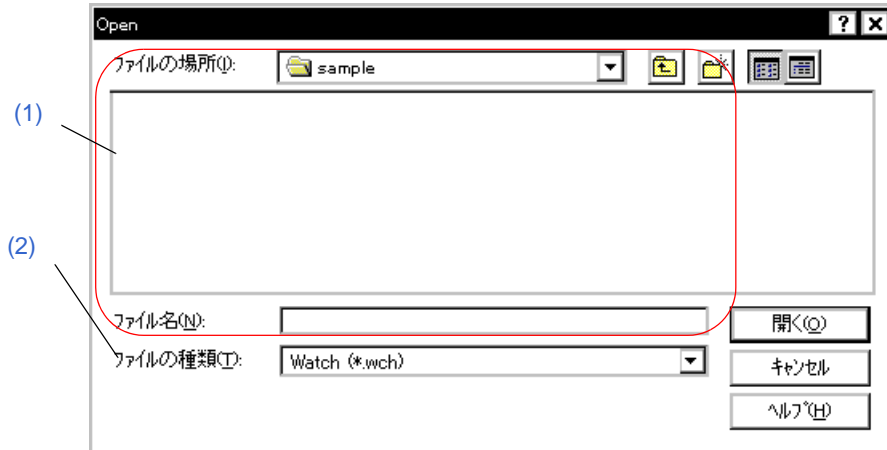 Open
ファイルの場所(I): sample
(1)
(2)
ファイル名(N): 開く(O)
ファイルの種類(T): Watch (*.wch) キャンセル
ヘルプ(H)